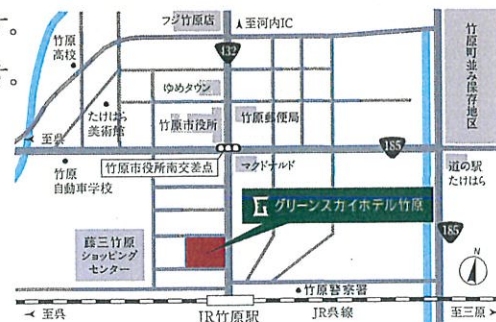 フジ竹原店
至河内IC
竹原
高校
432
竹原町並み保存地区
ゆめタウン
たけはら
美術館
竹原市役所
竹原郵便局
至呉
竹原市役所南交差点
185
マクドナルド
道の駅
たけはら
竹原
自動車学校
グリーンスカイホテル竹原
185
藤三竹原
ショッピング
センター
N
竹原警察署
至呉
JR竹原駅
JR呉線
至三原